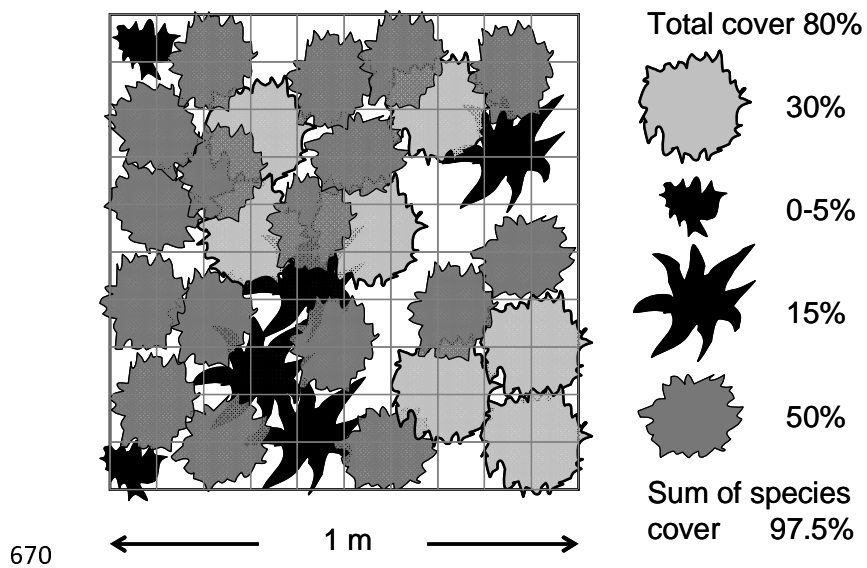 Total cover 80%
30%
0-5%
15%
50%
Sum of species
cover 97.5%
1 m
670